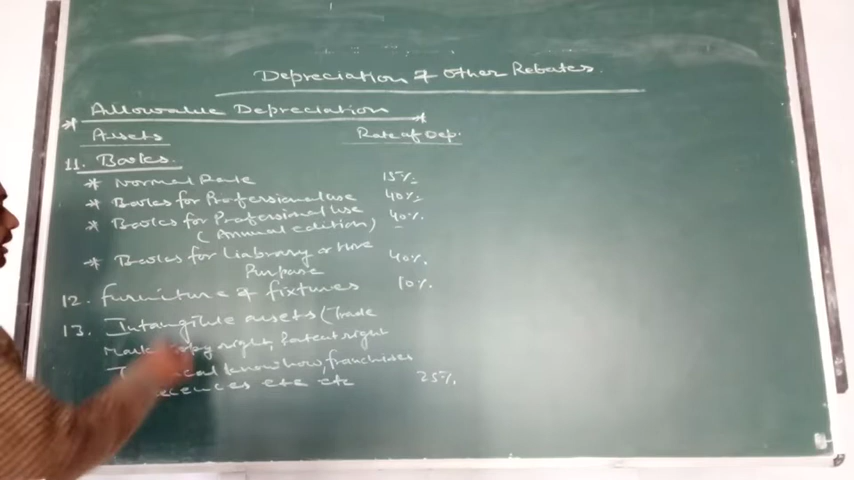 Depreciation & Other Rebates.
* Allowable Depreciation
Assets Rate of Dep.
11. Books.
* Normal Rate 15%
* Books for Professional use 40%
* Books for Professional Use 40%.
(Annual edition)
* Books for Liabrary or Hire 40%.
Purpose
12. Furniture & fixtures 10%.
13. Intangible assets (Trade
Mark, Copy right, Patent right
know how, franchises
etc etc 25%.